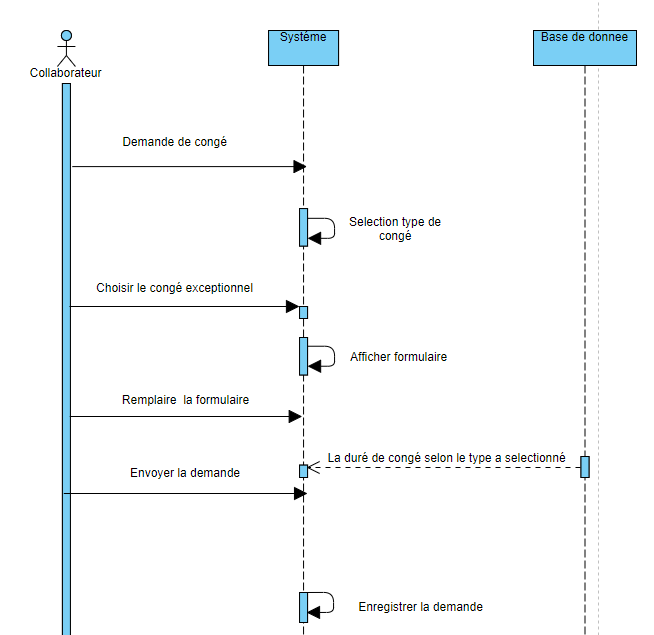 Systéme
Base de donnee
Collaborateur
Demande de congé
Selection type de
congé
Choisir le congé exceptionnel
Afficher formulaire
Remplaire la formulaire
La duré de congé selon le type a selectionné
Envoyer la demande
Enregistrer la demande